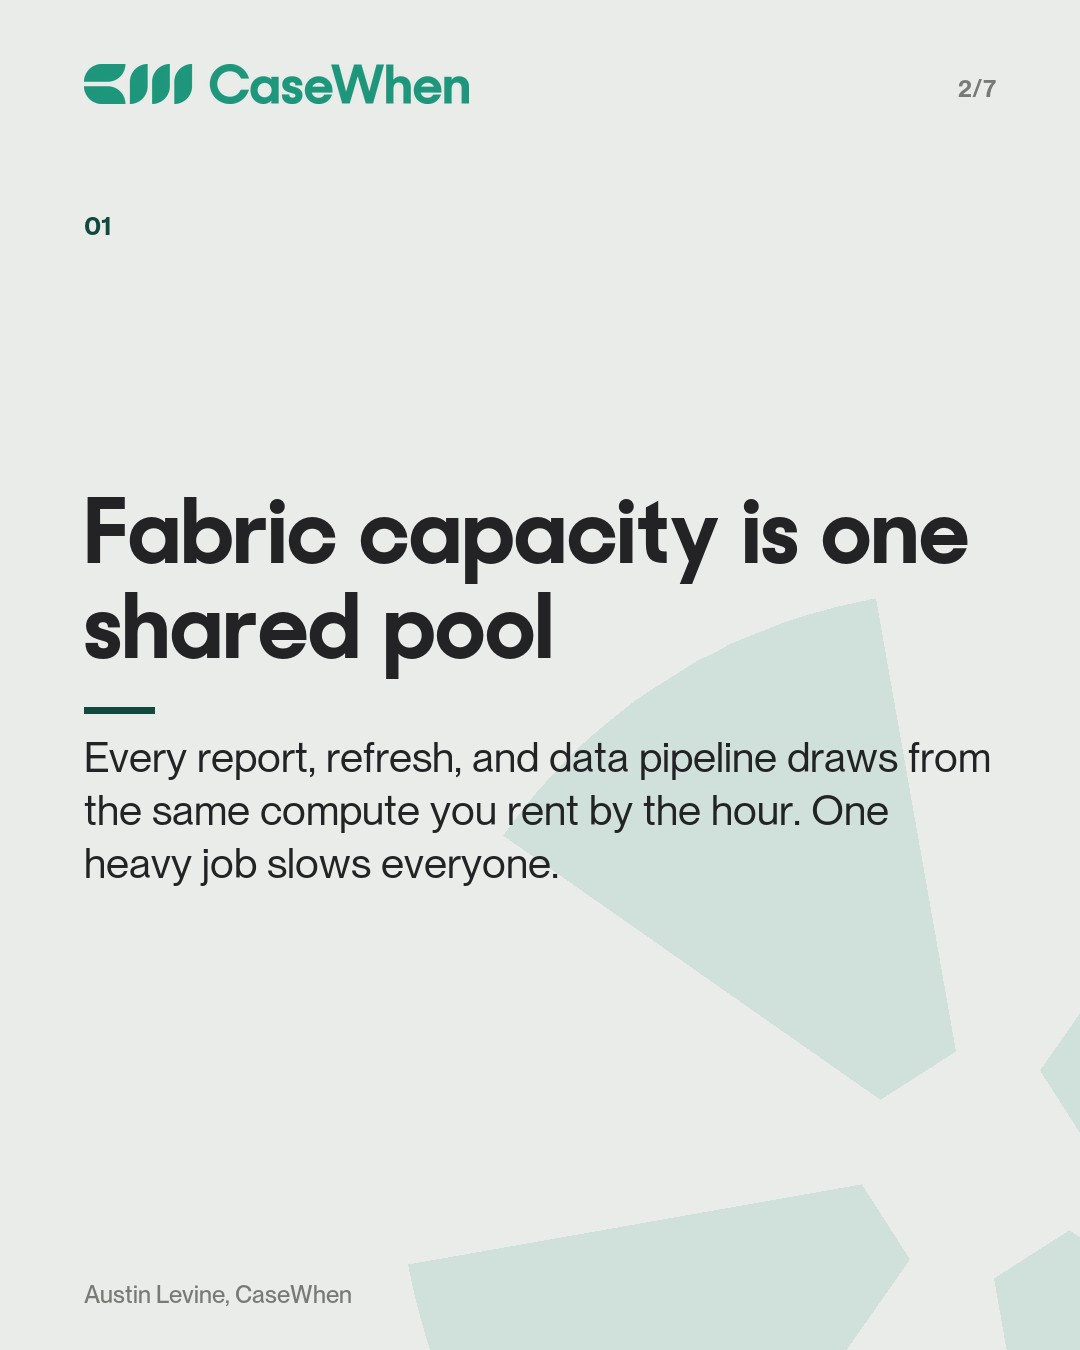 CaseWhen
2/7
01
Fabric capacity is one
shared pool
Every report, refresh, and data pipeline draws from
the same compute you rent by the hour. One
heavy job slows everyone.
Austin Levine, CaseWhen